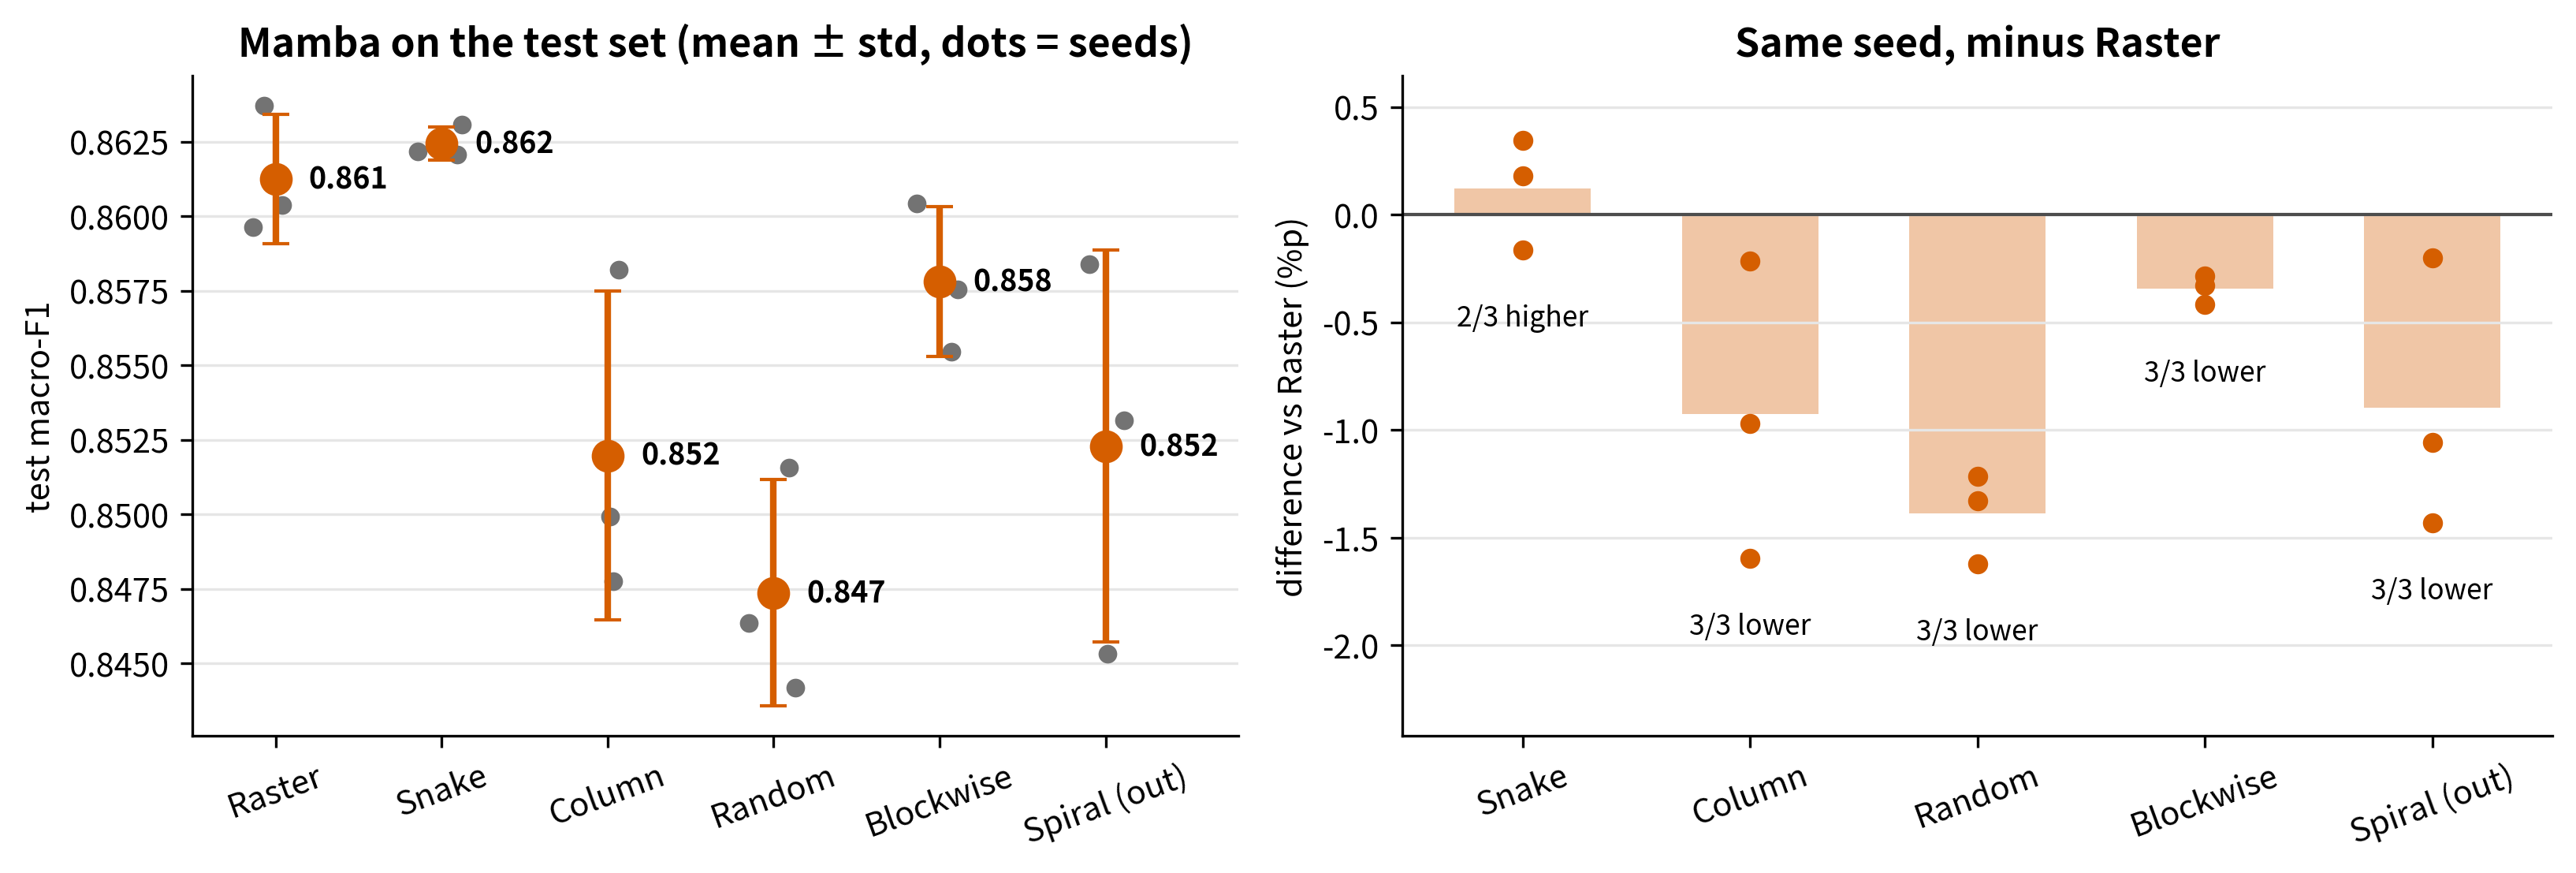 Mamba on the test set (mean ± std, dots = seeds)
test macro-F1
0.8625
0.8600
0.8575
0.8550
0.8525
0.8500
0.8475
0.8450
0.861
0.862
0.852
0.847
0.858
0.852
Raster
Snake
Column
Random
Blockwise
Spiral (out)
Same seed, minus Raster
difference vs Raster (%p)
0.5
0.0
-0.5
-1.0
-1.5
-2.0
2/3 higher
3/3 lower
3/3 lower
3/3 lower
3/3 lower
Snake
Column
Random
Blockwise
Spiral (out)